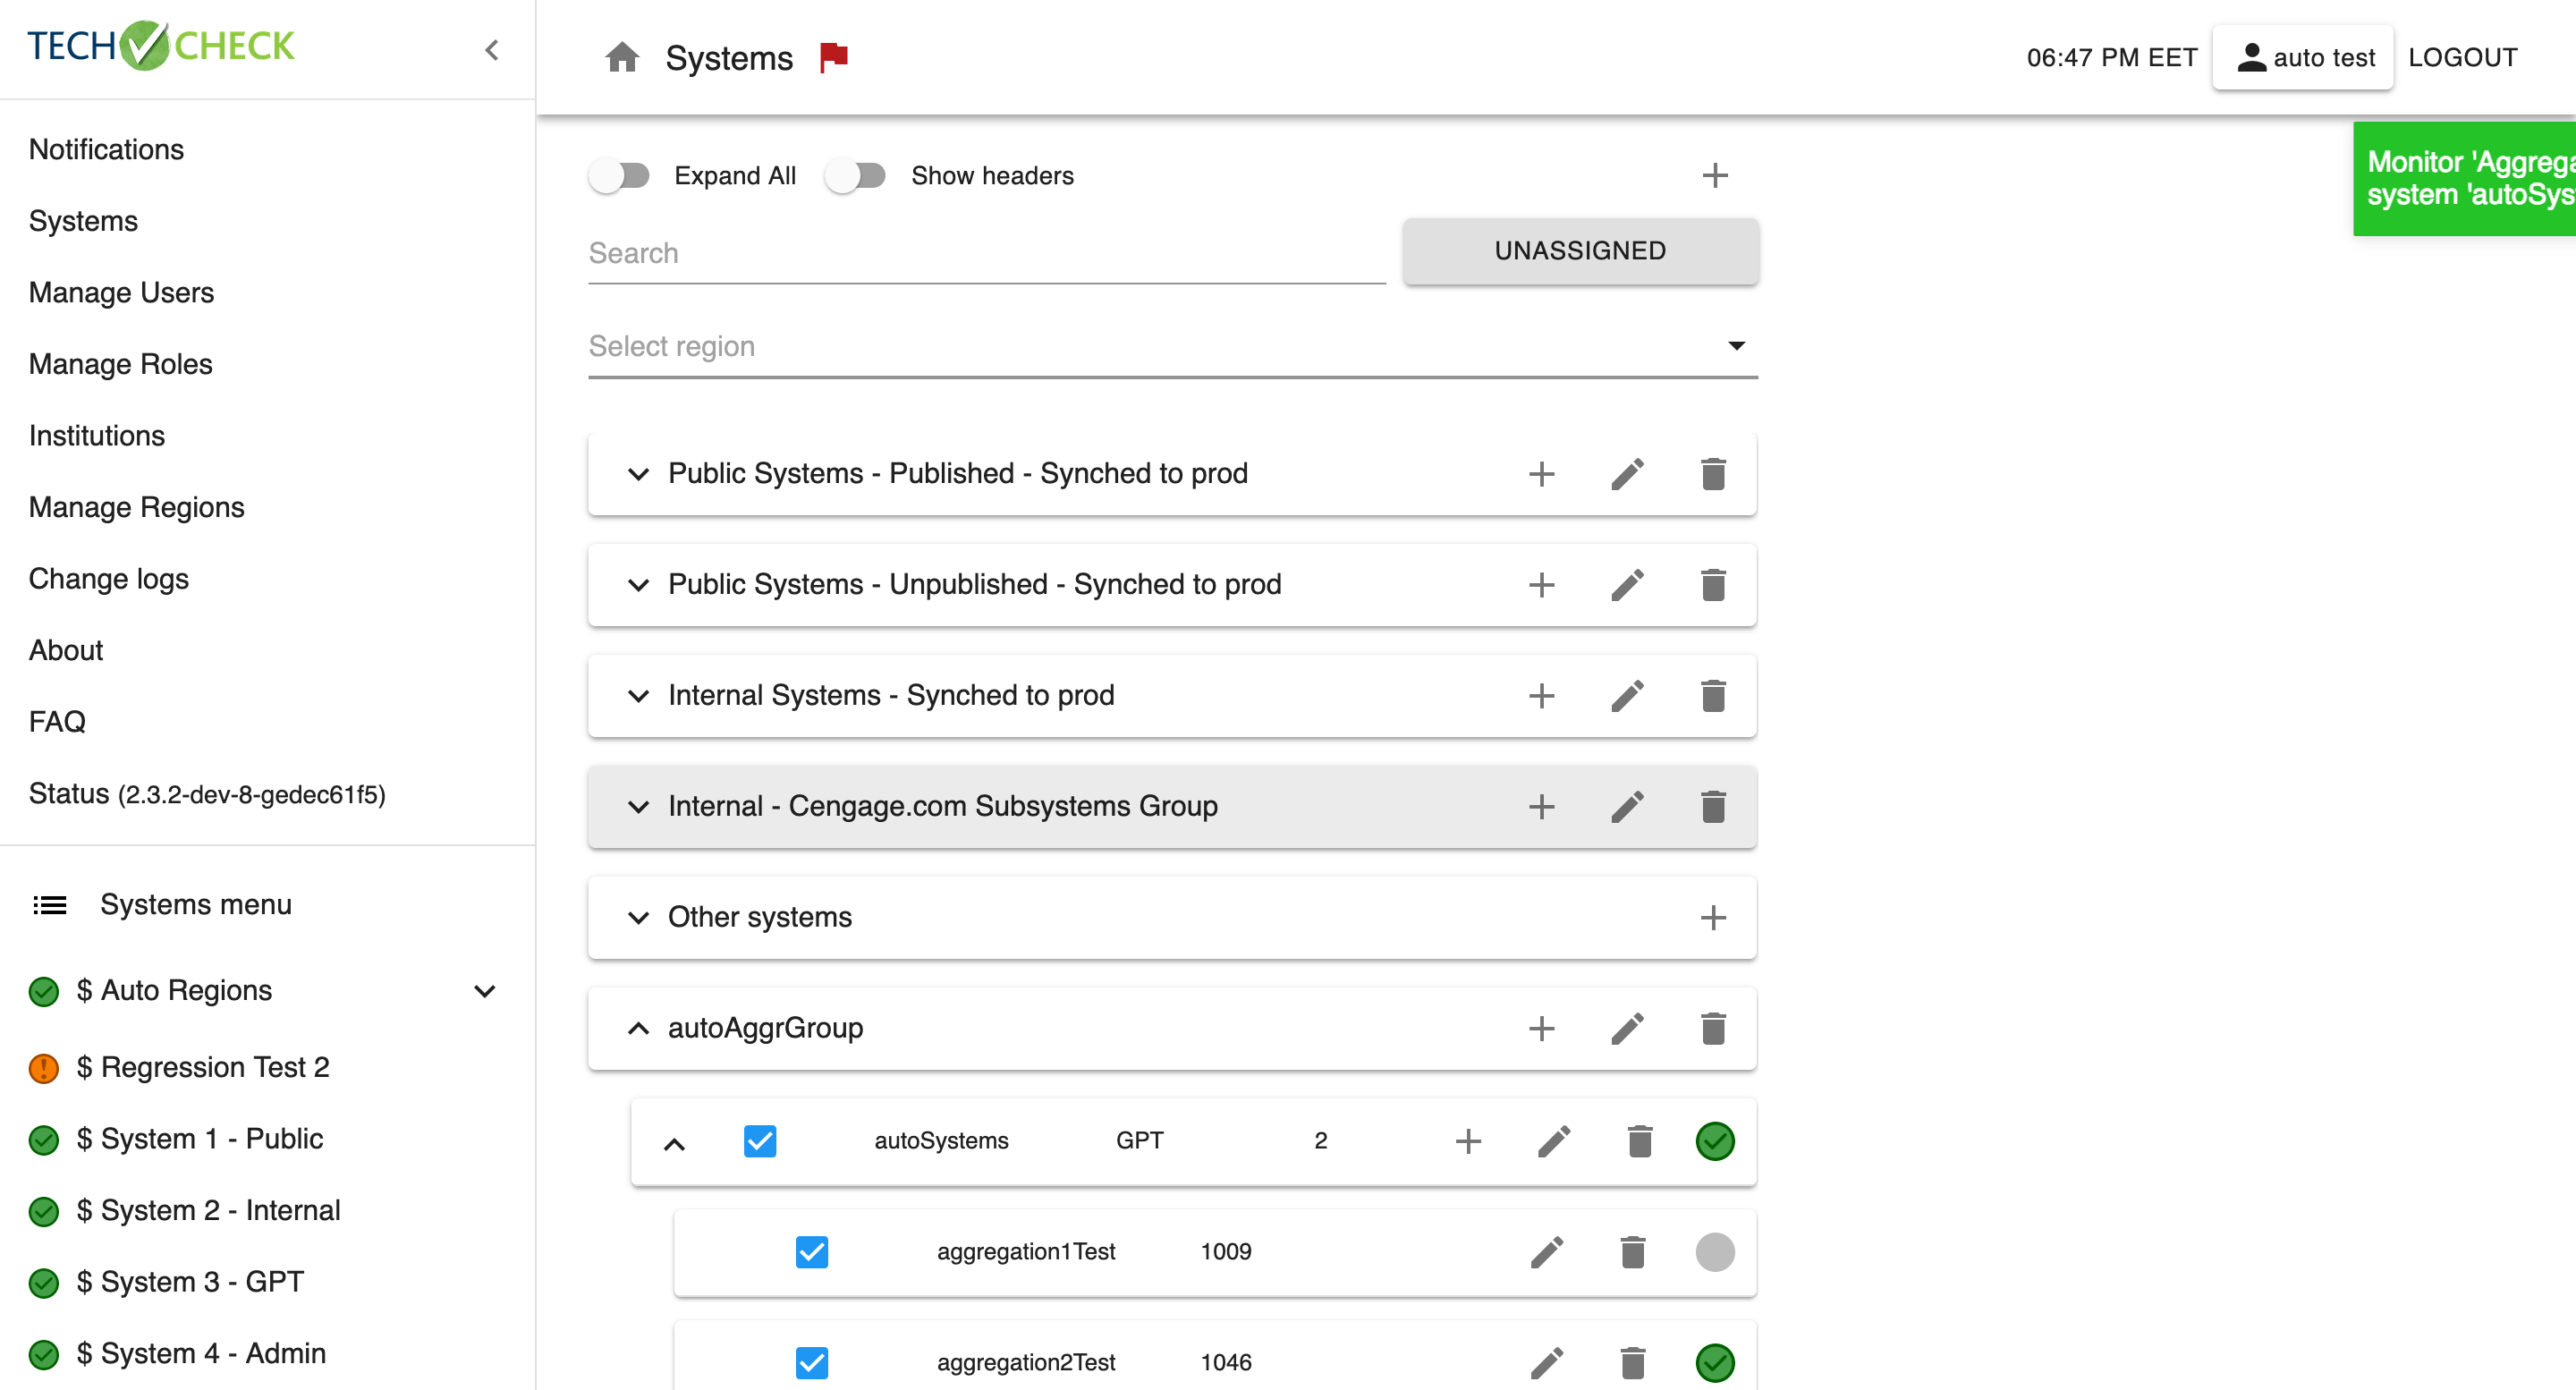 TECH CHECK
Systems
06:47 PM EET
auto test
LOGOUT
Notifications
Systems
Manage Users
Manage Roles
Institutions
Manage Regions
Change logs
About
FAQ
Status (2.3.2-dev-8-gedec61f5)
Systems menu
$ Auto Regions
$ Regression Test 2
$ System 1 - Public
$ System 2 - Internal
$ System 3 - GPT
$ System 4 - Admin
Expand All
Show headers
Monitor 'Aggrega
system 'autoSys
Search
UNASSIGNED
Select region
Public Systems - Published - Synched to prod
Public Systems - Unpublished - Synched to prod
Internal Systems - Synched to prod
Internal - Cengage.com Subsystems Group
Other systems
autoAggrGroup
autoSystems GPT 2
aggregation1Test 1009
aggregation2Test 1046